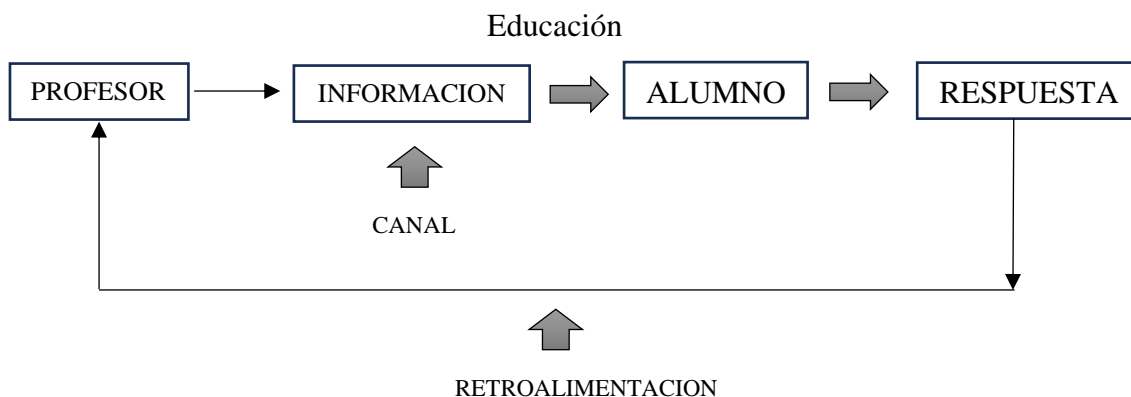 Educación
PROFESOR
INFORMACION
ALUMNO
RESPUESTA
CANAL
RETROALIMENTACION